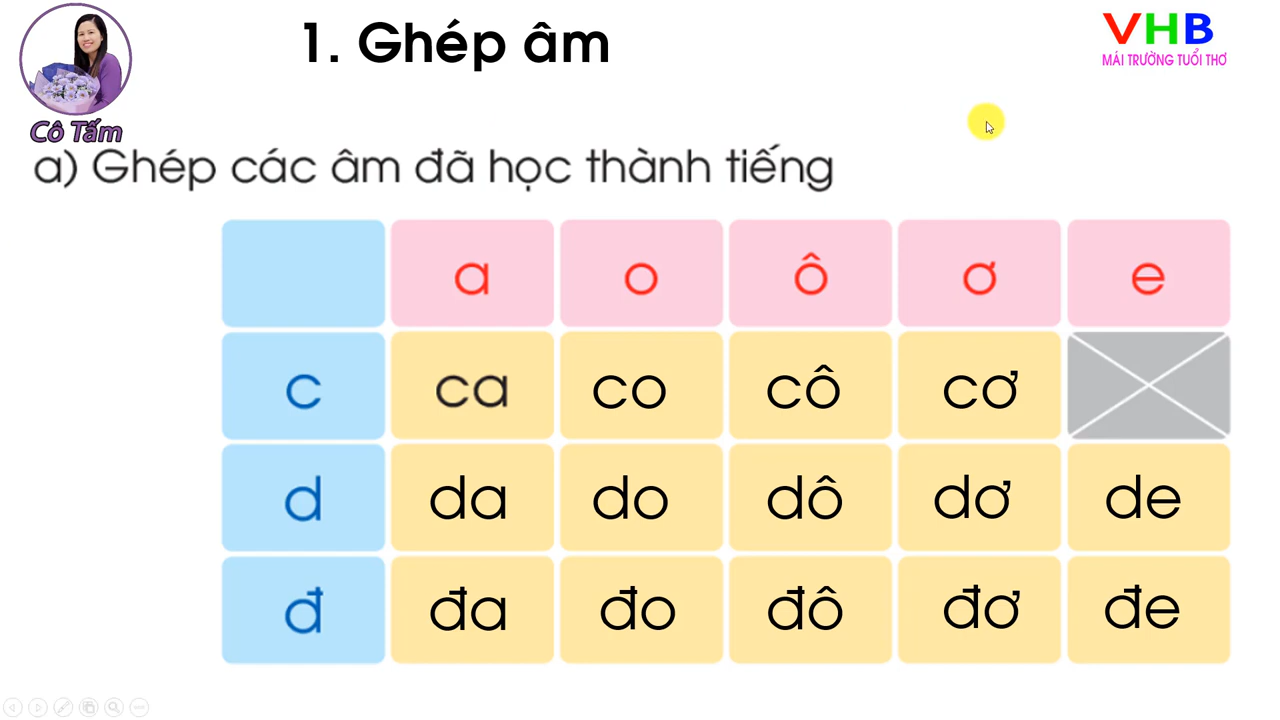 1. Ghép âm
VHB
MÁI TRƯỜNG TUỔI THƠ
Cô Tấm
a) Ghép các âm đã học thành tiếng
a o ô ơ e
c ca co cô cơ
d da do dô dơ de
đ đa đo đô đơ đe